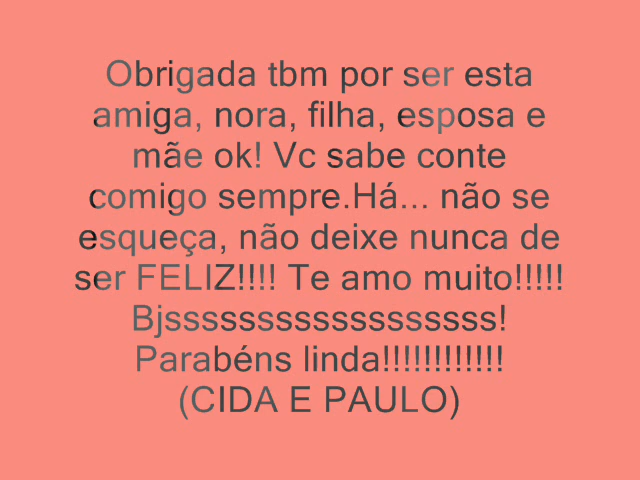 Obrigada tbm por ser esta
amiga, nora, filha, esposa e
mãe ok! Vc sabe conte
comigo sempre.Há... não se
esqueça, não deixe nunca de
ser FELIZ!!!! Te amo muito!!!!!
Bjsssssssssssssssssss!
Parabéns linda!!!!!!!!!!!!
(CIDA E PAULO)